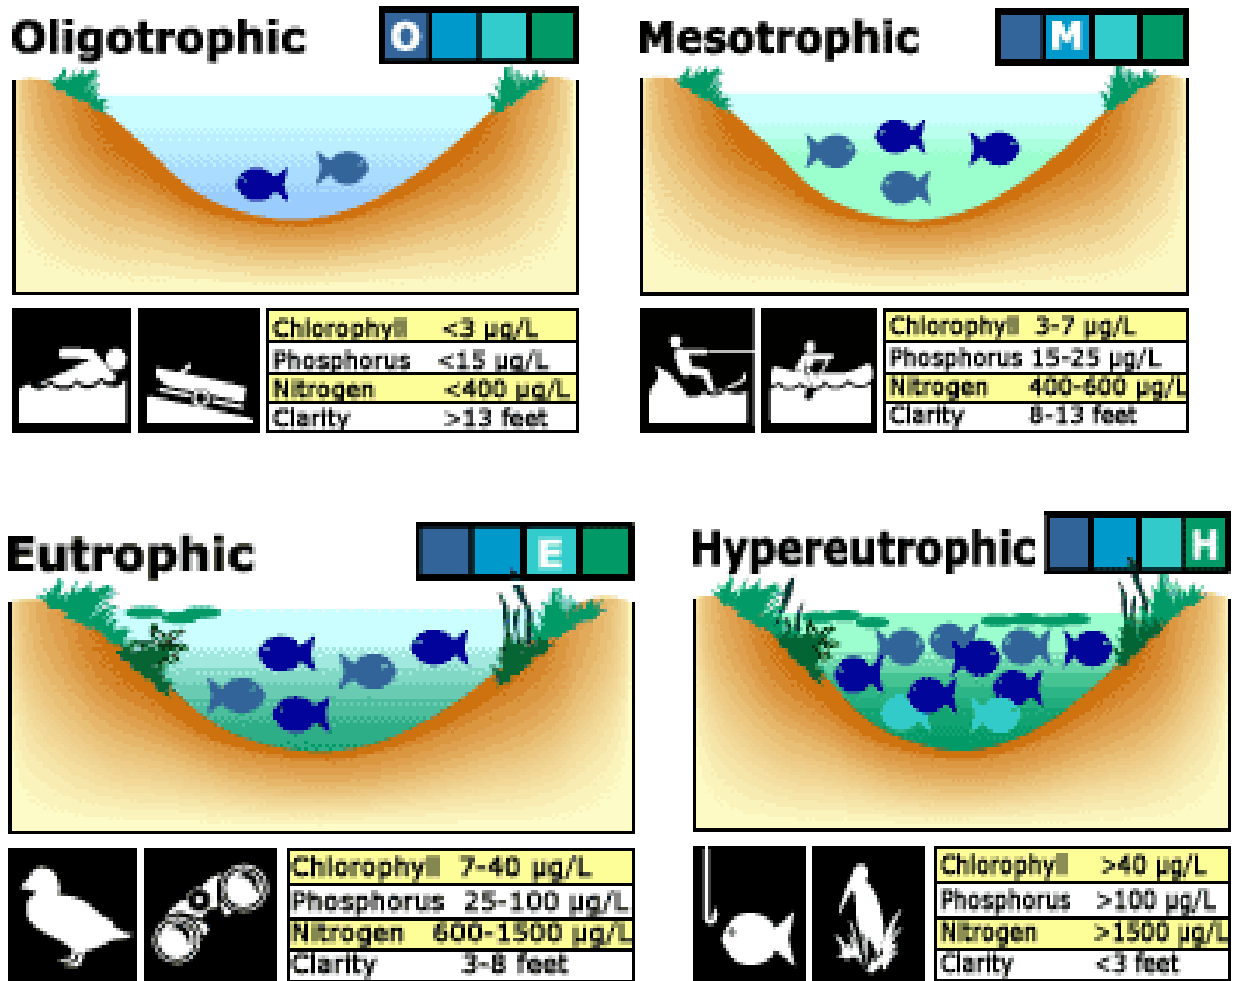 Oligotrophic O
Mesotrophic M
Chlorophyll <3 µg/L
Phosphorus <15 µg/L
Nitrogen <400 µg/L
Clarity >13 feet
Chlorophyll 3-7 µg/L
Phosphorus 15-25 µg/L
Nitrogen 400-600 µg/L
Clarity 8-13 feet
Eutrophic E
Hypereutrophic H
Chlorophyll 7-40 µg/L
Phosphorus 25-100 µg/L
Nitrogen 600-1500 µg/L
Clarity 3-8 feet
Chlorophyll >40 µg/L
Phosphorus >100 µg/L
Nitrogen >1500 µg/L
Clarity <3 feet